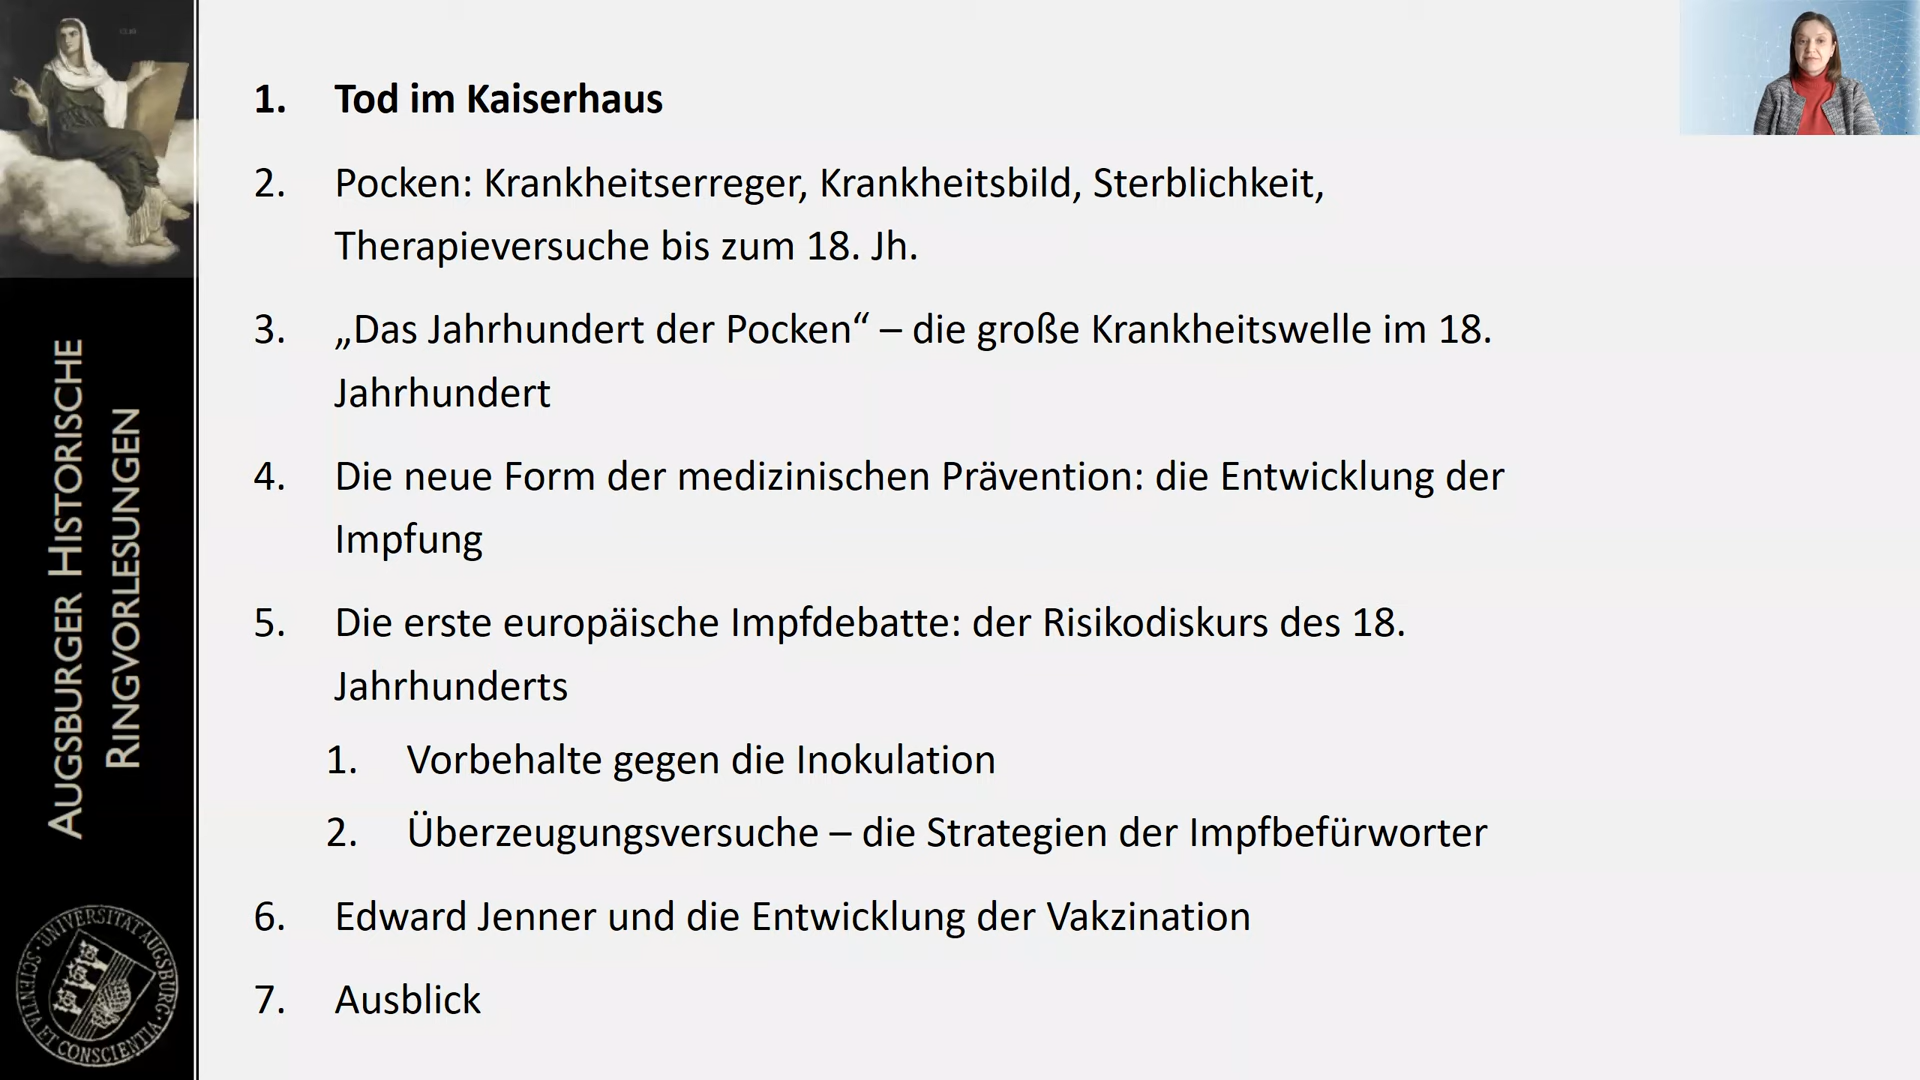 1. Tod im Kaiserhaus
2. Pocken: Krankheitserreger, Krankheitsbild, Sterblichkeit,
Therapieversuche bis zum 18. Jh.
3. „Das Jahrhundert der Pocken“ – die große Krankheitswelle im 18.
Jahrhundert
4. Die neue Form der medizinischen Prävention: die Entwicklung der
Impfung
5. Die erste europäische Impfdebatte: der Risikodiskurs des 18.
Jahrhunderts
1. Vorbehalte gegen die Inokulation
2. Überzeugungsversuche – die Strategien der Impfbefürworter
6. Edward Jenner und die Entwicklung der Vakzination
7. Ausblick
AUGSBURGER HISTORISCHE
RINGVORLESUNGEN
· UNIVERSITAT AUGSBURG ·
SCIENTIA ET CONSCIENTIA